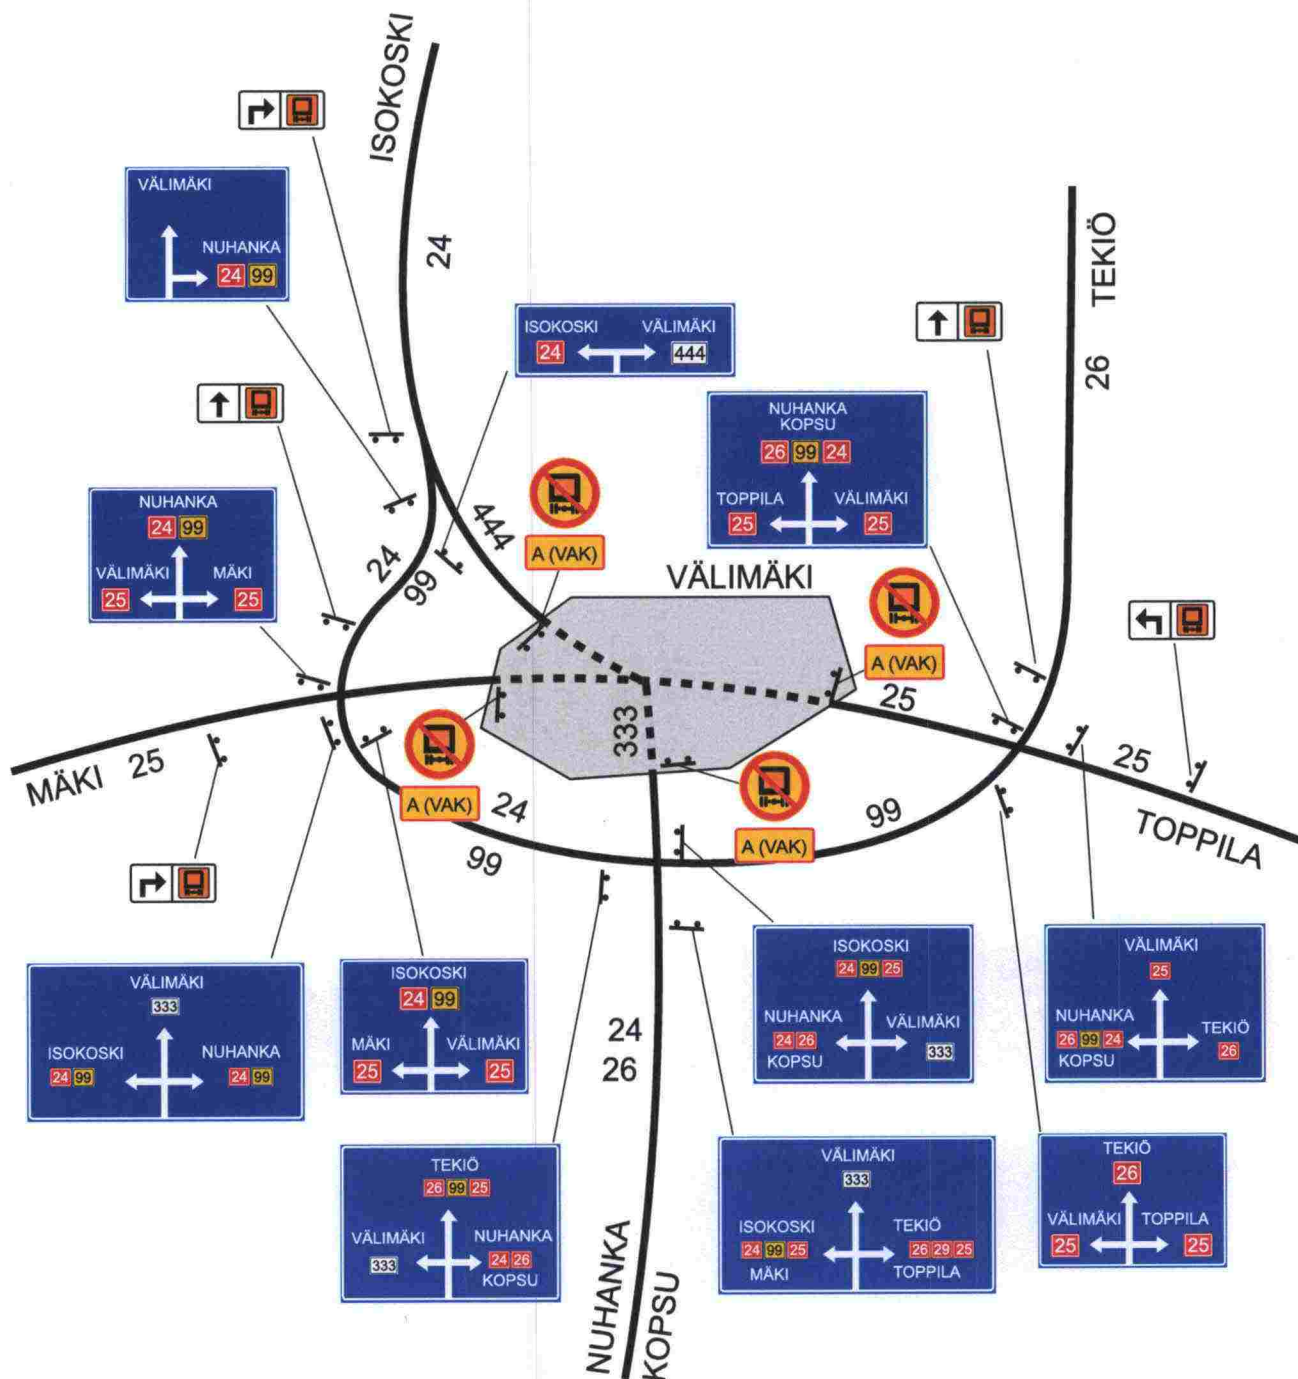 ISOKOSKI
24
VÄLIMÄKI
NUHANKA
24 99
TEKIÖ
26
ISOKOSKI VÄLIMÄKI
24 444
NUHANKA
KOPSU
26 99 24
TOPPILA VÄLIMÄKI
25 25
NUHANKA
24 99
VÄLIMÄKI MÄKI
25 25
444
A (VAK)
24
99
VÄLIMÄKI
A (VAK)
25
333
MÄKI 25
A (VAK)
24
99
A (VAK)
99
25
TOPPILA
VÄLIMÄKI
333
ISOKOSKI NUHANKA
24 99 24 99
ISOKOSKI
24 99
MÄKI VÄLIMÄKI
25 25
24
26
ISOKOSKI
24 99 25
NUHANKA VÄLIMÄKI
24 26 333
KOPSU
VÄLIMÄKI
25
NUHANKA TEKIÖ
26 99 24 26
KOPSU
TEKIÖ
26 99 25
VÄLIMÄKI NUHANKA
333 24 26
KOPSU
VÄLIMÄKI
333
ISOKOSKI TEKIÖ
24 99 25 26 29 25
MÄKI TOPPILA
TEKIÖ
26
VÄLIMÄKI TOPPILA
25 25
NUHANKA
KOPSU